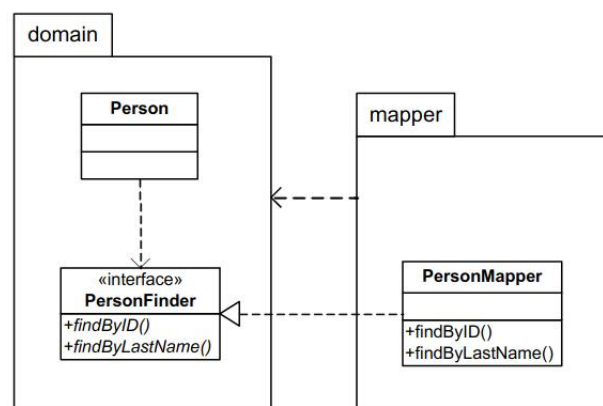 domain
Person
mapper
«interface»
PersonFinder
+findByID()
+findByLastName()
PersonMapper
+findByID()
+findByLastName()